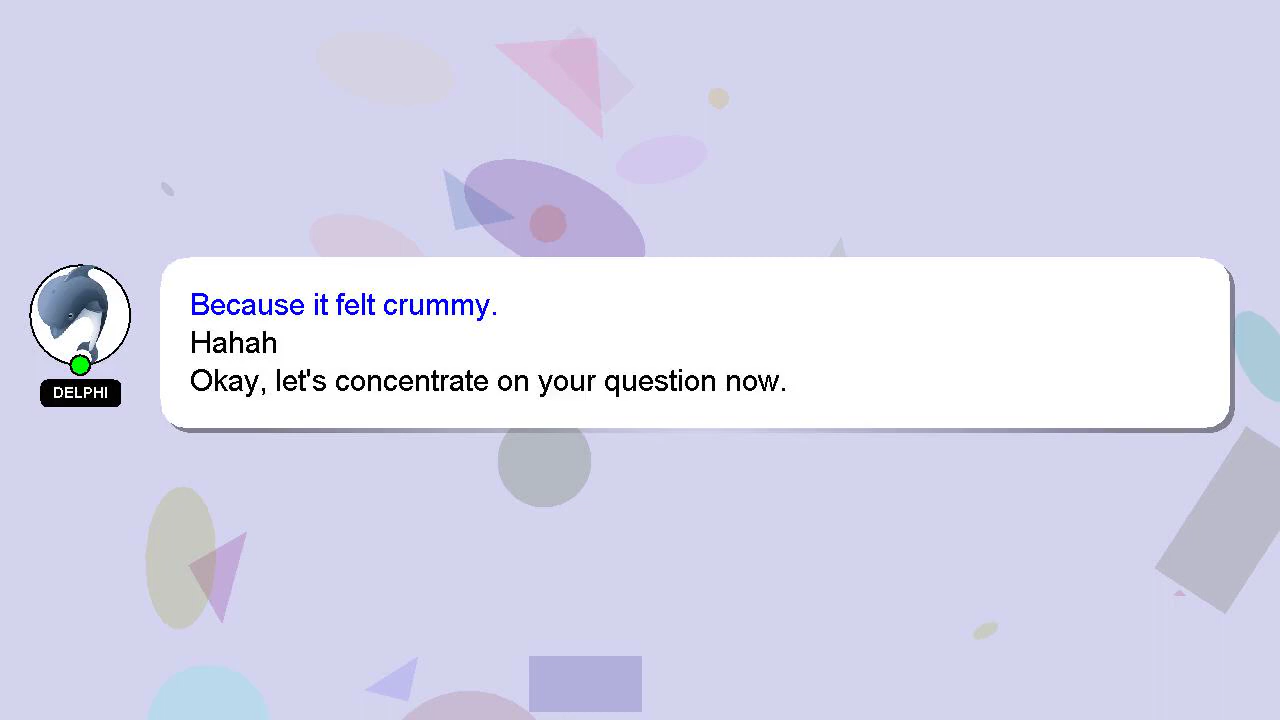 Because it felt crummy.
Hahah
Okay, let's concentrate on your question now.
DELPHI